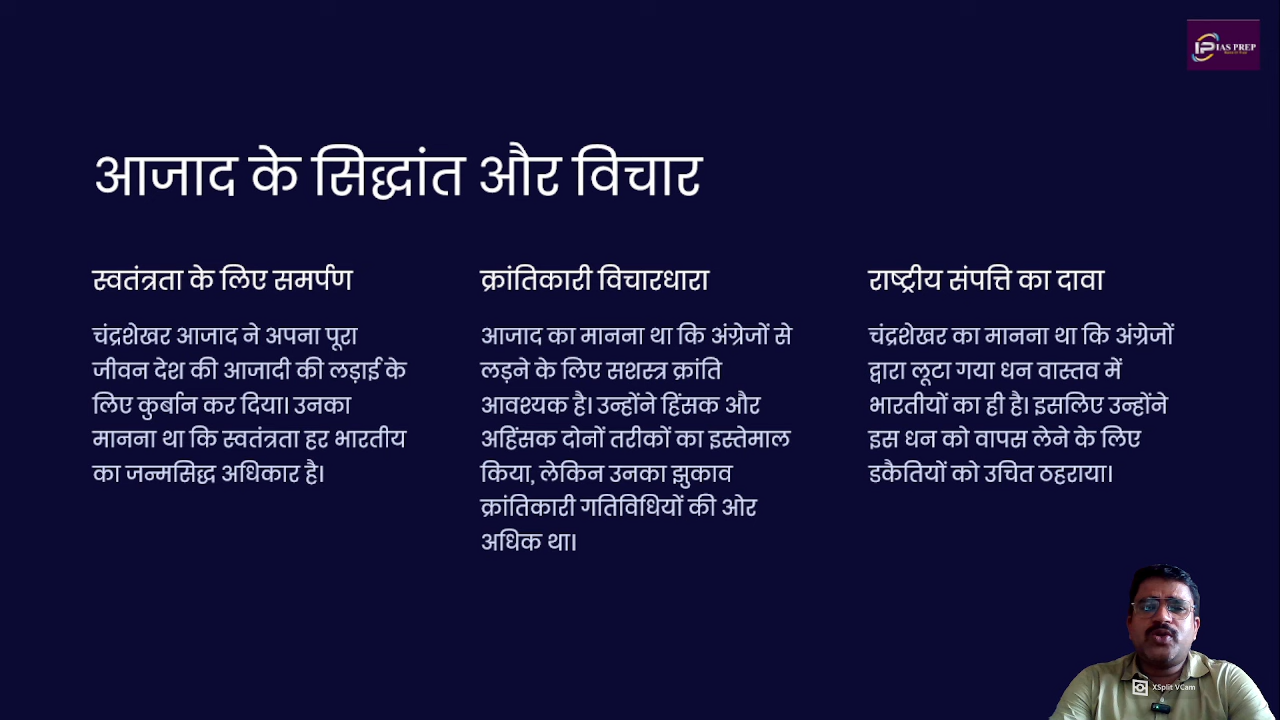 IAS PREP
आजाद के सिद्धांत और विचार
स्वतंत्रता के लिए समर्पण
चंद्रशेखर आजाद ने अपना पूरा
जीवन देश की आजादी की लड़ाई के
लिए कुर्बान कर दिया। उनका
मानना था कि स्वतंत्रता हर भारतीय
का जन्मसिद्ध अधिकार है।
क्रांतिकारी विचारधारा
आजाद का मानना था कि अंग्रेजों से
लड़ने के लिए सशस्त्र क्रांति
आवश्यक है। उन्होंने हिंसक और
अहिंसक दोनों तरीकों का इस्तेमाल
किया, लेकिन उनका झुकाव
क्रांतिकारी गतिविधियों की ओर
अधिक था।
राष्ट्रीय संपत्ति का दावा
चंद्रशेखर का मानना था कि अंग्रेजों
द्वारा लूटा गया धन वास्तव में
भारतीयों का ही है। इसलिए उन्होंने
इस धन को वापस लेने के लिए
डकैतियों को उचित ठहराया।
XSplit VCam